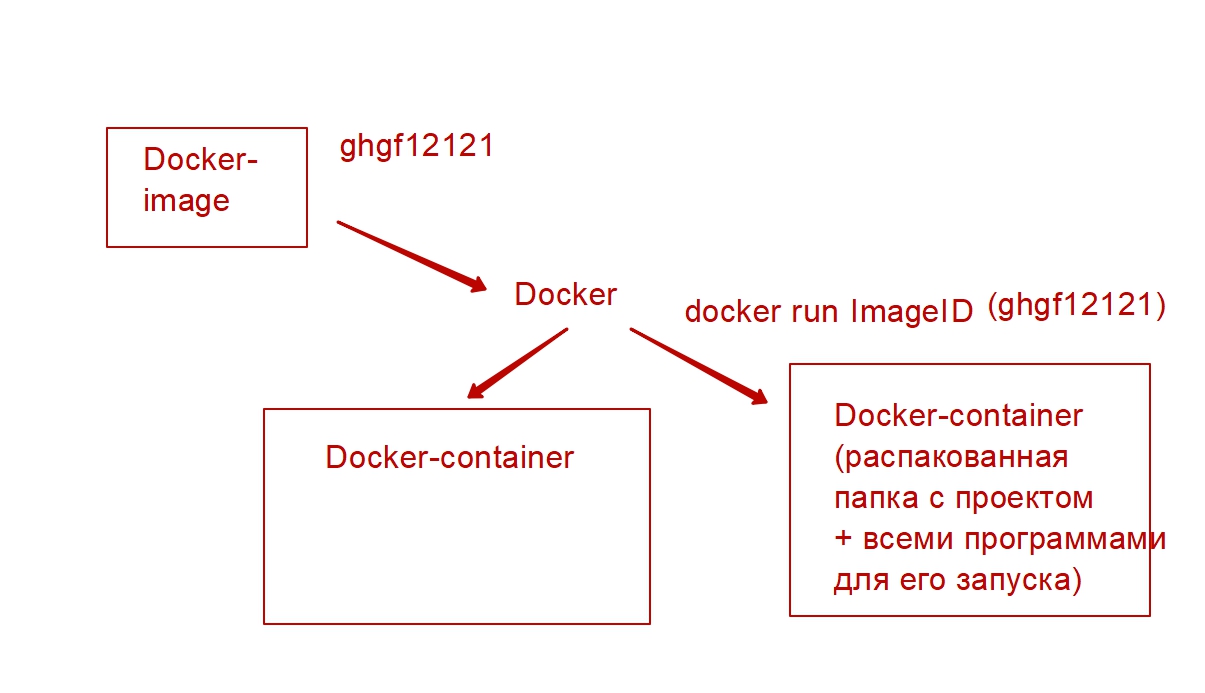 Docker-
image
ghgf12121
Docker
docker run ImageID (ghgf12121)
Docker-container
Docker-container
(распакованная
папка с проектом
+ всеми программами
для его запуска)